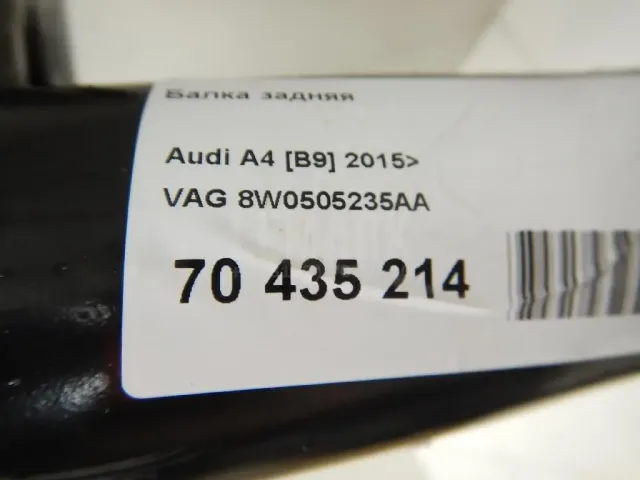 Балка задняя
Audi A4 [B9] 2015>
VAG 8W0505235AA
70 435 214